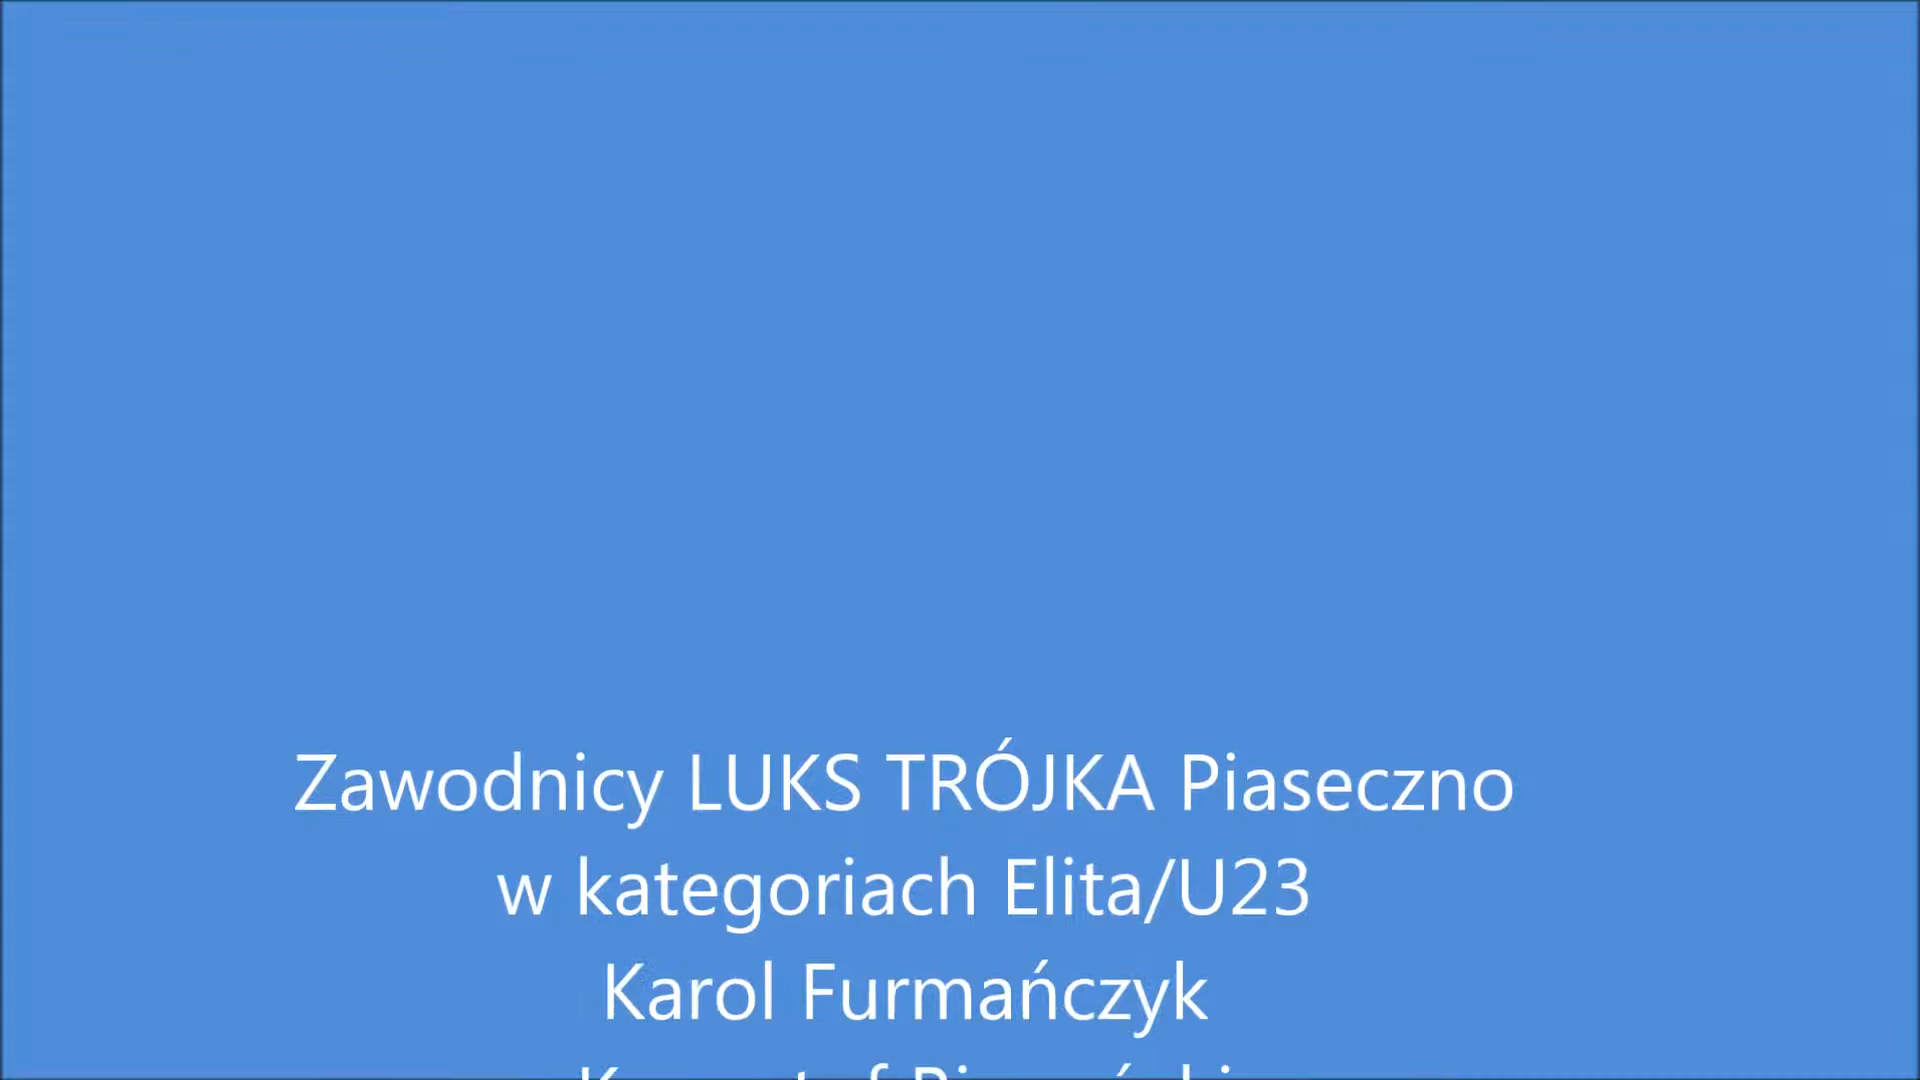 Zawodnicy LUKS TRÓJKA Piaseczno
w kategoriach Elita/U23
Karol Furmańczyk